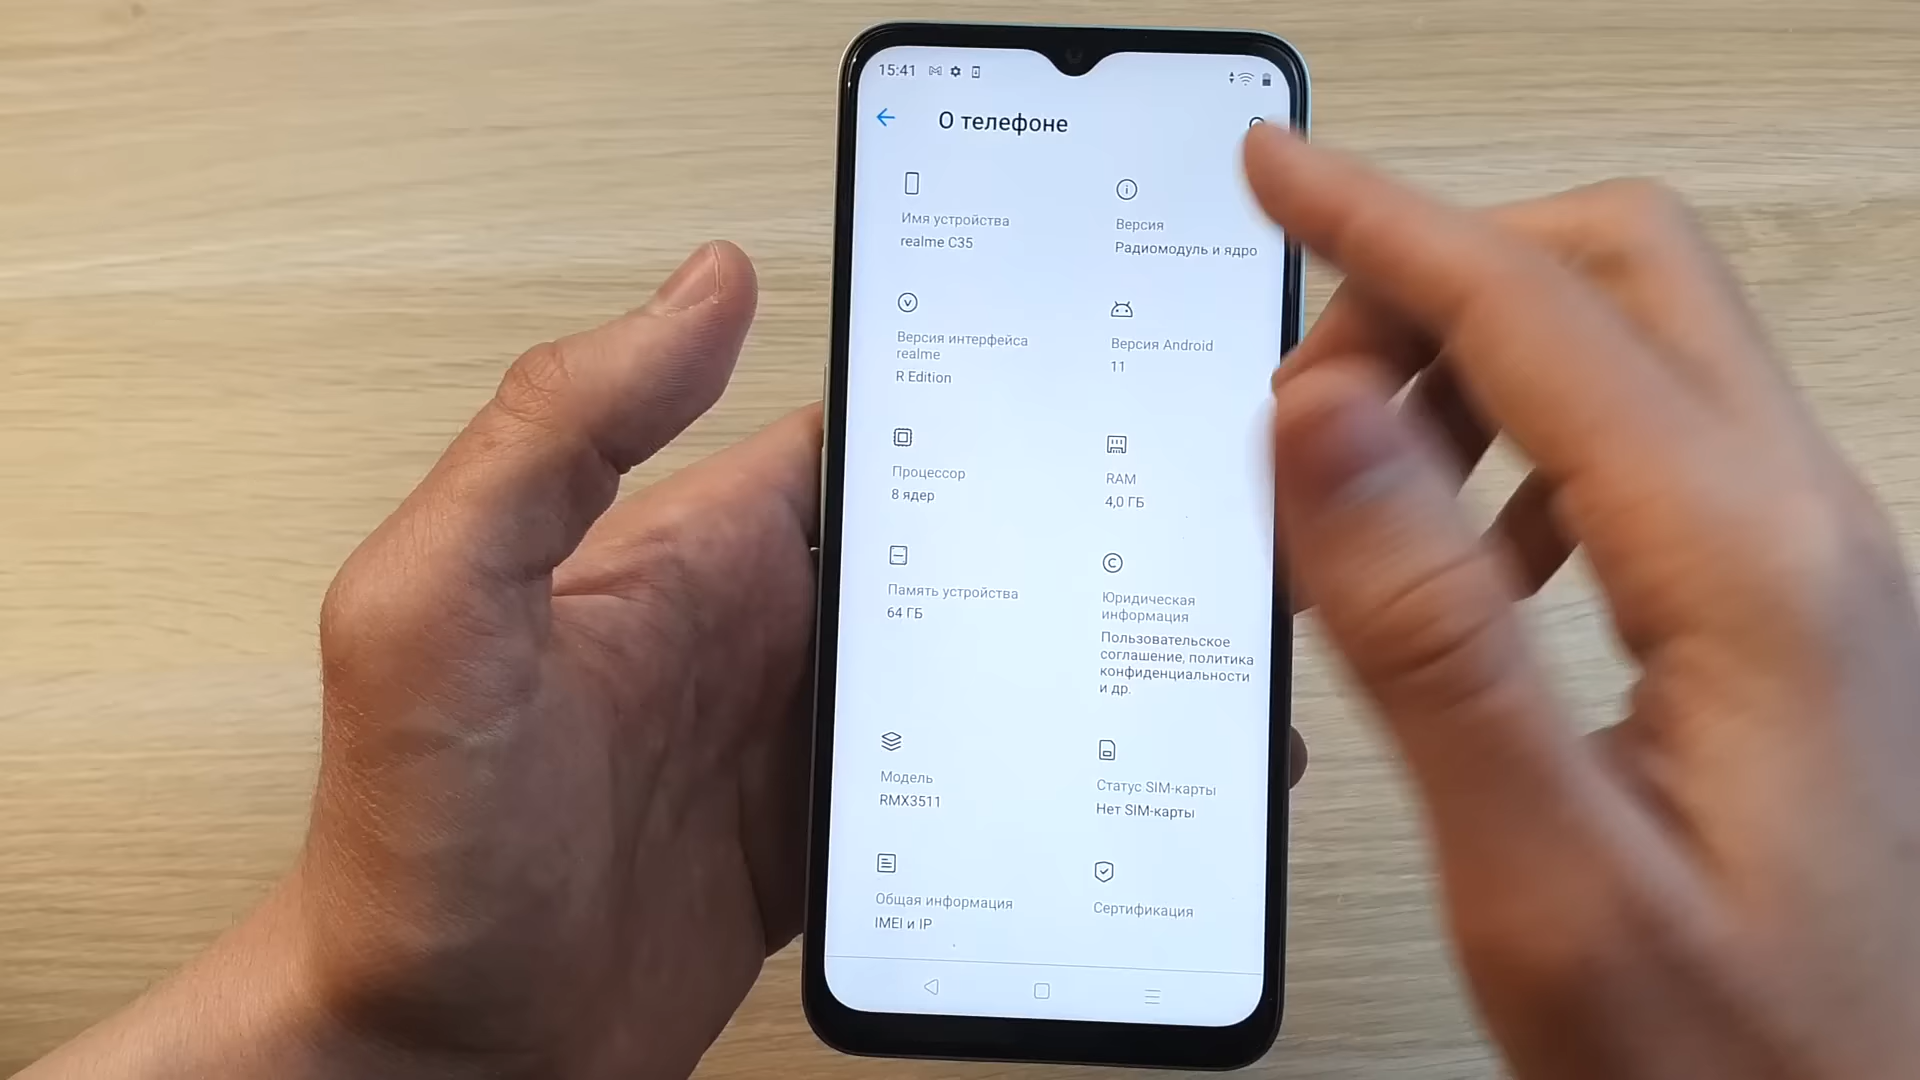 15:41
О телефоне
Имя устройства
realme C35
Версия
Радиомодуль и ядро
Версия интерфейса
realme
R Edition
Версия Android
11
Процессор
8 ядер
RAM
4,0 ГБ
Память устройства
64 ГБ
Юридическая
информация
Пользовательское
соглашение, политика
конфиденциальности
и др.
Модель
RMX3511
Статус SIM-карты
Нет SIM-карты
Общая информация
IMEI и IP
Сертификация